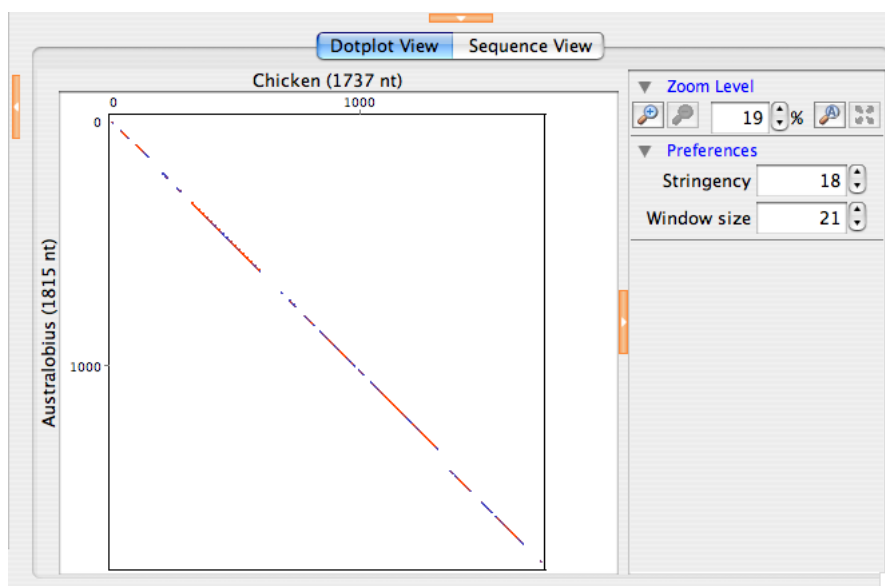 Dotplot View Sequence View
Chicken (1737 nt)
0 1000
0
1000
Australobius (1815 nt)
Zoom Level
19 %
Preferences
Stringency 18
Window size 21